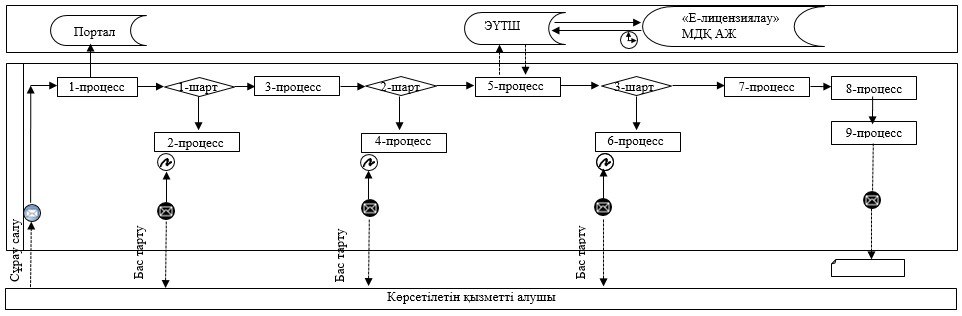 Портал
ЭҮТШ
«Е-лицензиялау»
МДҚ АЖ
1-процесс
1-шарт
3-процесс
2-шарт
5-процесс
3-шарт
7-процесс
8-процесс
2-процесс
4-процесс
6-процесс
9-процесс
Сұрау салу
Бас тарту
Бас тарту
Бас тарту
Көрсетілетін қызметті алушы